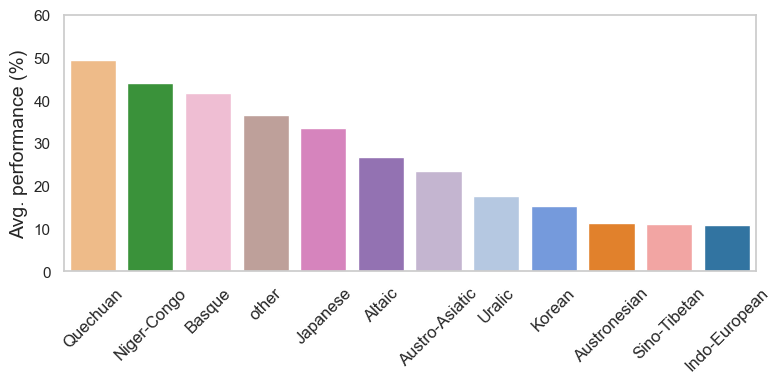 Avg. performance (%)
60
50
40
30
20
10
0
Quechuan
Niger-Congo
Basque
other
Japanese
Altaic
Austro-Asiatic
Uralic
Korean
Austronesian
Sino-Tibetan
Indo-European